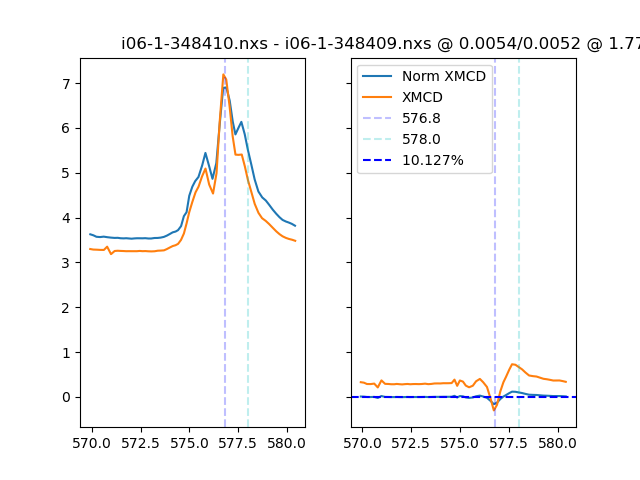 i06-1-348410.nxs - i06-1-348409.nxs @ 0.0054/0.0052 @ 1.77
7
6
5
4
3
2
1
0
570.0 572.5 575.0 577.5 580.0
Norm XMCD
XMCD
576.8
578.0
10.127%
570.0 572.5 575.0 577.5 580.0